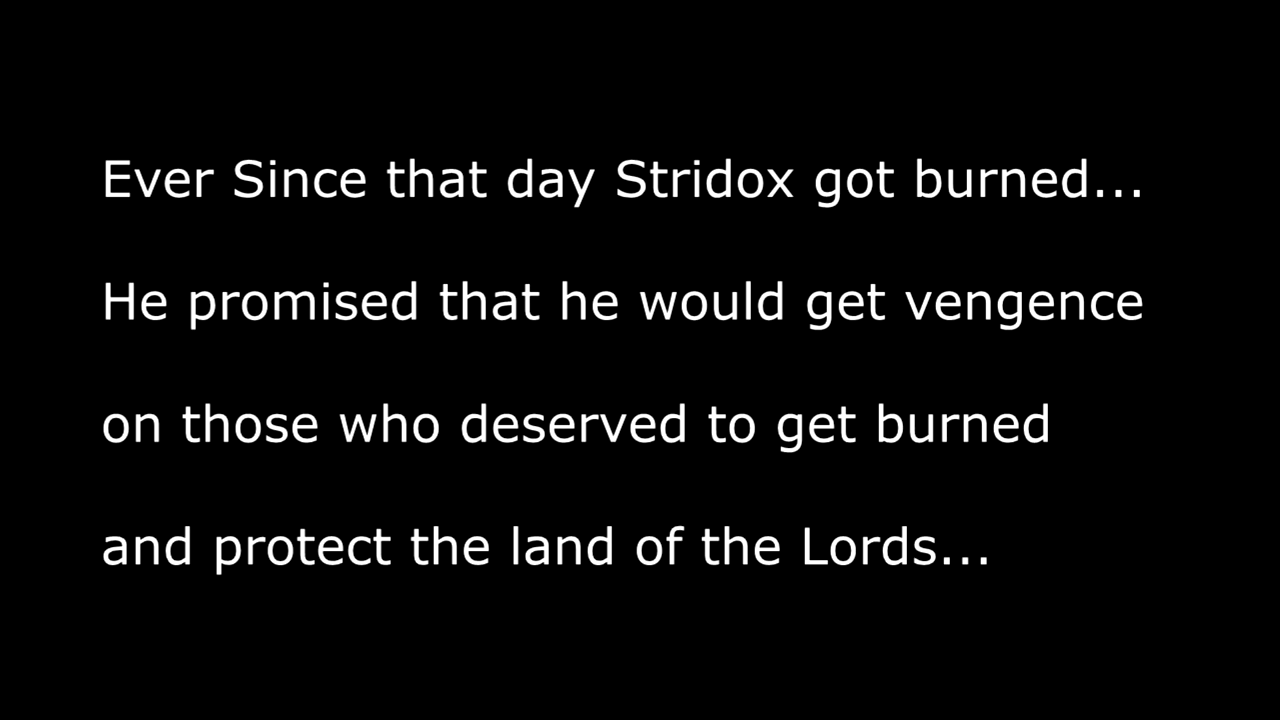 Ever Since that day Stridox got burned...
He promised that he would get vengence
on those who deserved to get burned
and protect the land of the Lords...